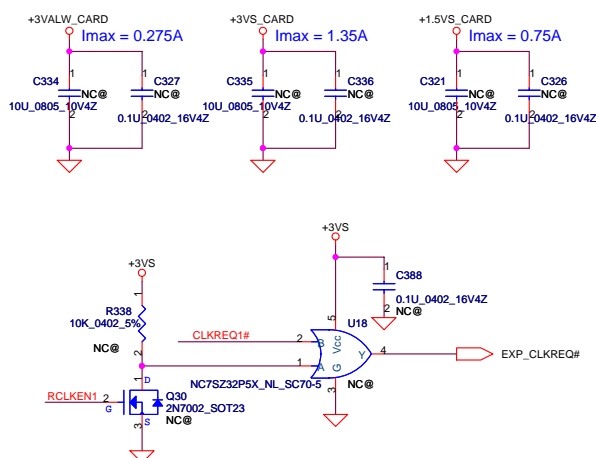 +3VALW_CARD
Imax = 0.275A
+3VS_CARD
Imax = 1.35A
+1.5VS_CARD
Imax = 0.75A
1
C334
NC@
10U_0805_10V4Z
2
1
C327
NC@
0.1U_0402_16V4Z
2
1
C335
NC@
10U_0805_10V4Z
2
1
C336
NC@
0.1U_0402_16V4Z
2
1
C321
NC@
10U_0805_10V4Z
2
1
C326
NC@
0.1U_0402_16V4Z
2
+3VS
+3VS
1
C388
0.1U_0402_16V4Z
2
NC@
1
R338
10K_0402_5%
NC@
2
CLKREQ1#
2
B
5
Vcc
U18
1
A
G
Y
4
EXP_CLKREQ#
NC7SZ32P5X_NL_SC70-5
3
NC@
1
D
RCLKEN1
2
G
Q30
2N7002_SOT23
NC@
3
S